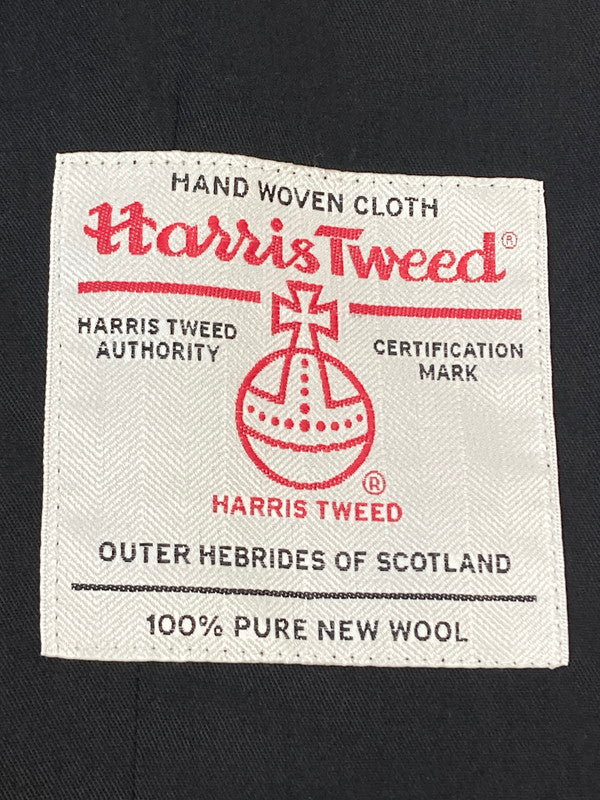 HAND WOVEN CLOTH
Harris Tweed®
HARRIS TWEED
AUTHORITY
CERTIFICATION
MARK
®
HARRIS TWEED
OUTER HEBRIDES OF SCOTLAND
100% PURE NEW WOOL